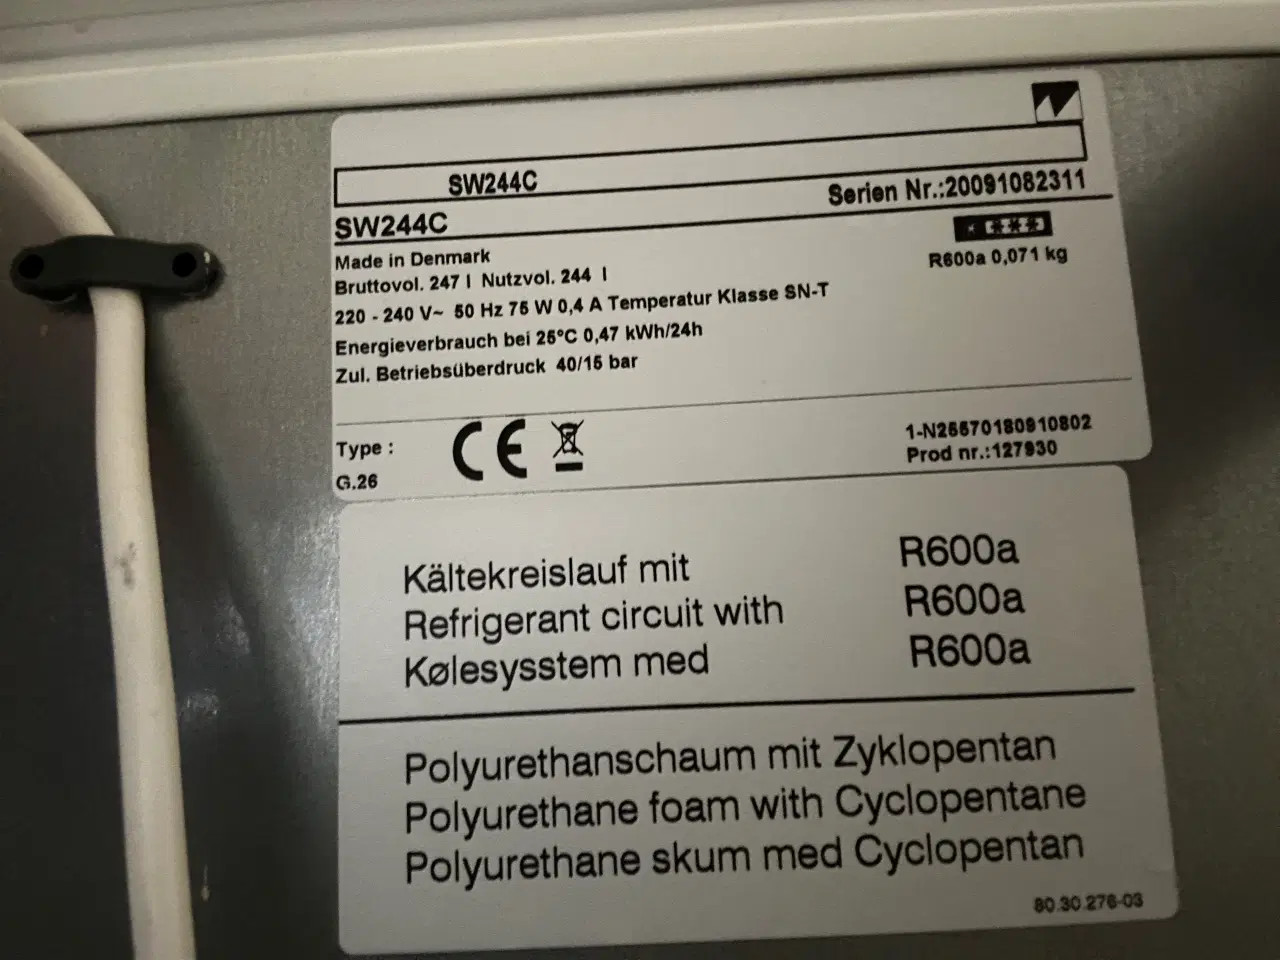 SW244C
Serien Nr.:20091082311
SW244C
Made in Denmark
R600a 0,071 kg
Bruttovol. 247 l Nutzvol. 244 l
220 - 240 V~ 50 Hz 75 W 0,4 A Temperatur Klasse SN-T
Energieverbrauch bei 25°C 0,47 kWh/24h
Zul. Betriebsüberdruck 40/15 bar
Type :
G.26
CE
1-N25570180910802
Prod nr.:127930
Kältekreislauf mit R600a
Refrigerant circuit with R600a
Kølesysstem med R600a
Polyurethanschaum mit Zyklopentan
Polyurethane foam with Cyclopentane
Polyurethane skum med Cyclopentan
80.30.276-03